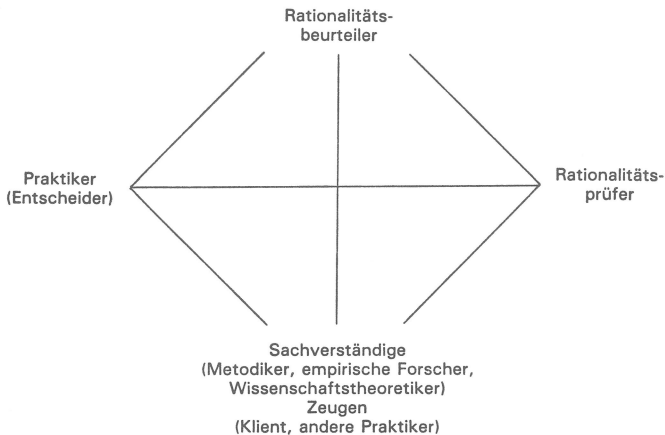 Rationalitäts-
beurteiler
Praktiker
(Entscheider)
Rationalitäts-
prüfer
Sachverständige
(Metodiker, empirische Forscher,
Wissenschaftstheoretiker)
Zeugen
(Klient, andere Praktiker)